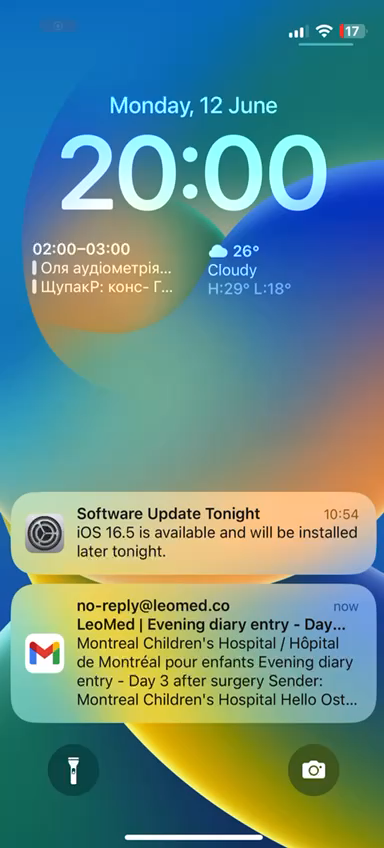 17
Monday, 12 June
20:00
02:00–03:00
Оля аудіометрія...
ЩупакР: конс- Г...
26°
Cloudy
H:29° L:18°
Software Update Tonight 10:54
iOS 16.5 is available and will be installed
later tonight.
no-reply@leomed.co now
LeoMed | Evening diary entry - Day...
Montreal Children's Hospital / Hôpital
de Montréal pour enfants Evening diary
entry - Day 3 after surgery Sender:
Montreal Children's Hospital Hello Ost...